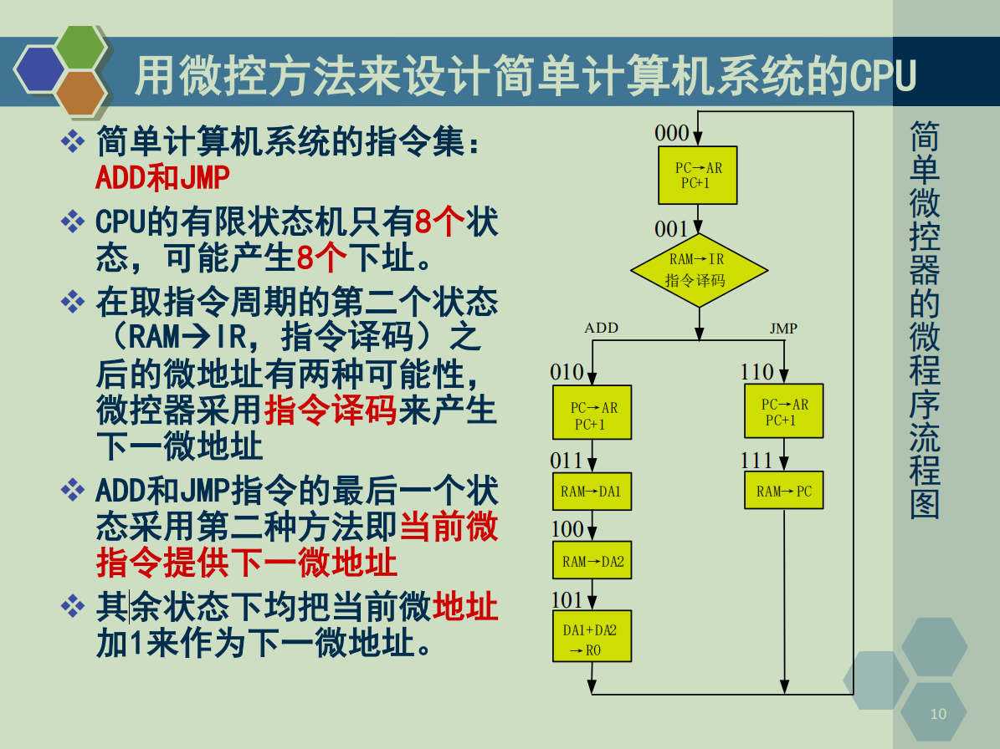 用微控方法来设计简单计算机系统的CPU
简单计算机系统的指令集：
ADD和JMP
CPU的有限状态机只有8个状
态，可能产生8个下址。
在取指令周期的第二个状态
（RAM→IR，指令译码）之
后的微地址有两种可能性，
微控器采用指令译码来产生
下一微地址
ADD和JMP指令的最后一个状
态采用第二种方法即当前微
指令提供下一微地址
其余状态下均把当前微地址
加1来作为下一微地址。
000
PC→AR
PC+1
001
RAM→IR
指令译码
ADD
JMP
010
PC→AR
PC+1
110
PC→AR
PC+1
011
RAM→DA1
111
RAM→PC
100
RAM→DA2
101
DA1+DA2
→R0
简单微控器的微程序流程图
10